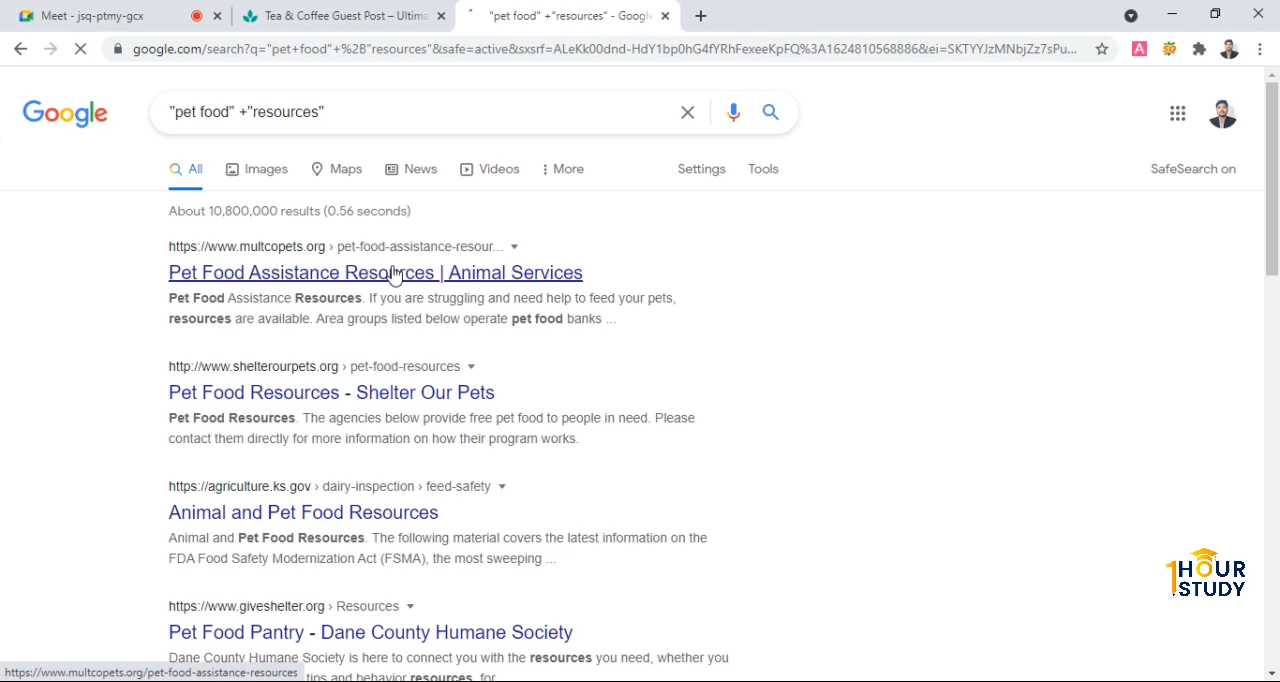 Meet - jsq-ptmy-gcx
Tea & Coffee Guest Post – Ultima
"pet food" +"resources" - Google
google.com/search?q="pet+food"+%2B"resources"&safe=active&sxsrf=ALeKk00dnd-HdY1bp0hG4fYRhFexeeKpFQ%3A1624810568886&ei=SKTYYJzMNbjZz7sPu...
Google
"pet food" +"resources"
All Images Maps News Videos More Settings Tools SafeSearch on
About 10,800,000 results (0.56 seconds)
https://www.multcopets.org › pet-food-assistance-resour...
Pet Food Assistance Resources | Animal Services
Pet Food Assistance Resources. If you are struggling and need help to feed your pets,
resources are available. Area groups listed below operate pet food banks ...
http://www.shelterourpets.org › pet-food-resources
Pet Food Resources - Shelter Our Pets
Pet Food Resources. The agencies below provide free pet food to people in need. Please
contact them directly for more information on how their program works.
https://agriculture.ks.gov › dairy-inspection › feed-safety
Animal and Pet Food Resources
Animal and Pet Food Resources. The following material covers the latest information on the
FDA Food Safety Modernization Act (FSMA), the most sweeping ...
1HOUR
STUDY
https://www.giveshelter.org › Resources
Pet Food Pantry - Dane County Humane Society
Dane County Humane Society is here to connect you with the resources you need, whether you
https://www.multcopets.org/pet-food-assistance-resources
tips and behavior resources, for